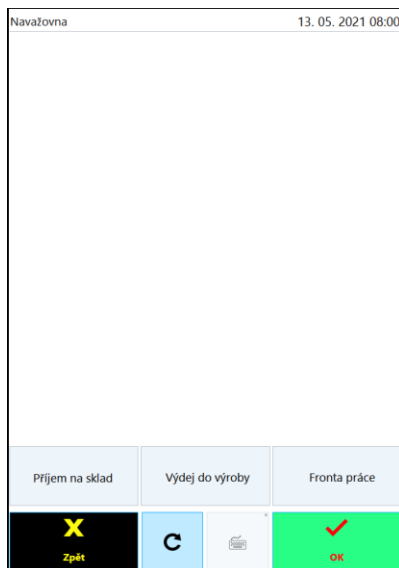 Navažovna 13. 05. 2021 08:00
Příjem na sklad Výdej do výroby Fronta práce
X
Zpět
OK